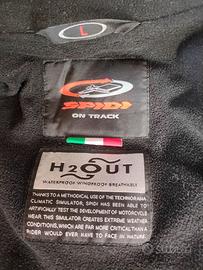 L
SPIDI
ON TRACK
H2OUT
WATERPROOF WINDPROOF BREATHABLE
THANKS TO A METHODICAL USE OF THE TECHNORAMA
CLIMATIC SIMULATOR, SPIDI HAS BEEN ABLE TO
ARTIFICIALLY TEST THE DEVELOPMENT OF MOTORCYCLE
WEAR. THIS SIMULATOR CREATES EXTREME WEATHER
CONDITIONS, WHICH ARE FAR MORE CRITICAL THAN A
RIDER WOULD EVER HAVE TO FACE IN NATURE.
subito